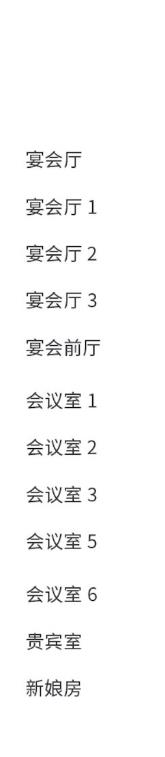 宴会厅
宴会厅 1
宴会厅 2
宴会厅 3
宴会前厅
会议室 1
会议室 2
会议室 3
会议室 5
会议室 6
贵宾室
新娘房